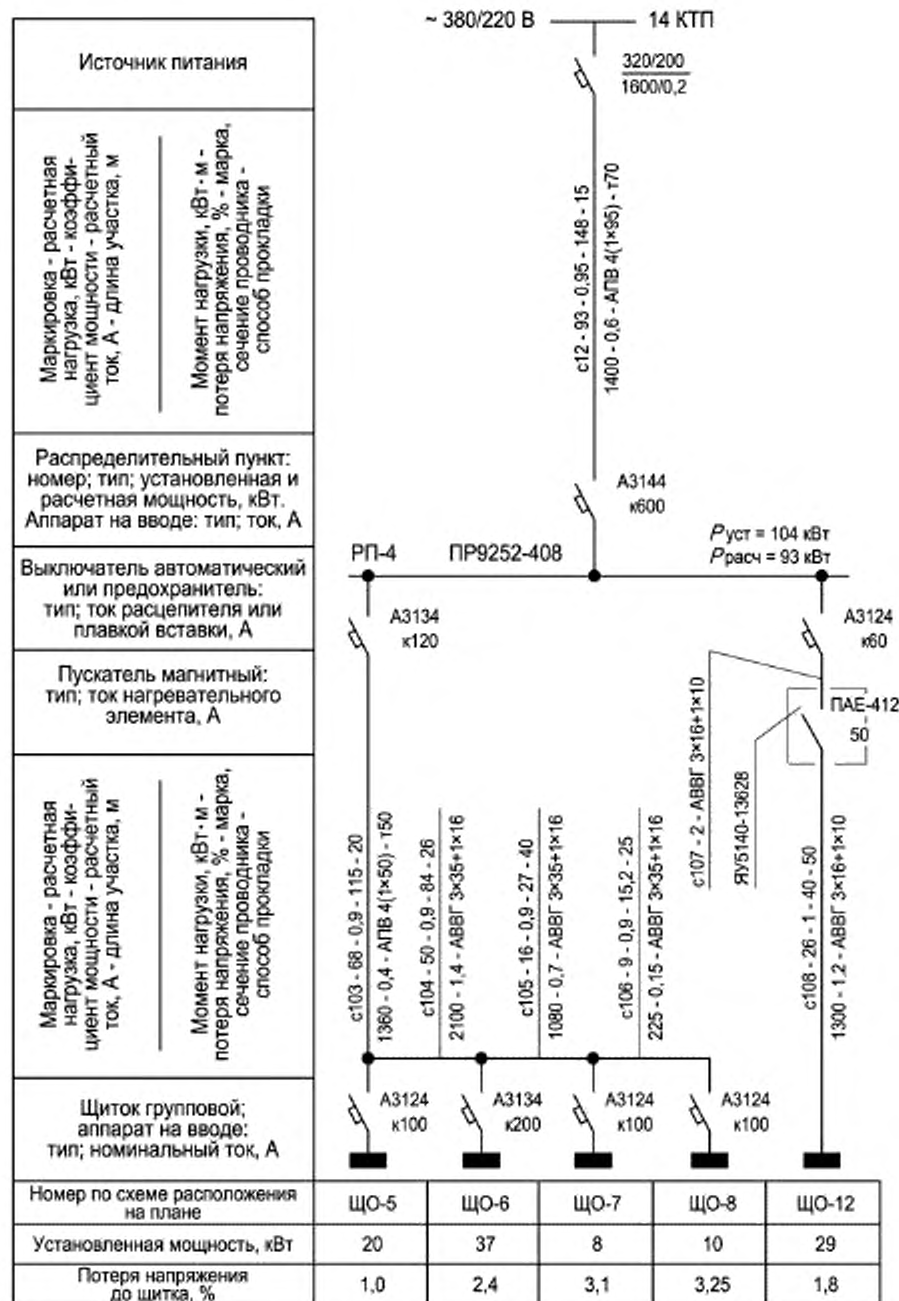 ~ 380/220 В
14 КТП
Источник питания
320/200
1600/0,2
Маркировка - расчетная
нагрузка, кВт - коэффи-
циент мощности - расчетный
ток, А - длина участка, м
Момент нагрузки, кВт·м -
потеря напряжения, % - марка,
сечение проводника -
способ прокладки
с12 - 93 - 0,95 - 148 - 15
1400 - 0,6 - АПВ 4(1×95) - т70
Распределительный пункт:
номер; тип; установленная и
расчетная мощность, кВт.
Аппарат на вводе: тип; ток, А
А3144
к600
Pуст = 104 кВт
Pрасч = 93 кВт
РП-4
ПР9252-408
Выключатель автоматический
или предохранитель:
тип; ток расцепителя или
плавкой вставки, А
А3134
к120
А3124
к60
Пускатель магнитный:
тип; ток нагревательного
элемента, А
ПАЕ-412
50
с107 - 2 - АВВГ 3×16+1×10
ЯУ5140-13628
Маркировка - расчетная
нагрузка, кВт - коэффи-
циент мощности - расчетный
ток, А - длина участка, м
Момент нагрузки, кВт·м -
потеря напряжения, % - марка,
сечение проводника -
способ прокладки
с103 - 68 - 0,9 - 115 - 20
1360 - 0,4 - АПВ 4(1×50) - т50
с104 - 50 - 0,9 - 84 - 26
2100 - 1,4 - АВВГ 3×35+1×16
с105 - 16 - 0,9 - 27 - 40
1080 - 0,7 - АВВГ 3×35+1×16
с106 - 9 - 0,9 - 15,2 - 25
225 - 0,15 - АВВГ 3×35+1×16
с108 - 26 - 1 - 40 - 50
1300 - 1,2 - АВВГ 3×16+1×10
Щиток групповой;
аппарат на вводе:
тип; номинальный ток, А
А3124
к100
А3134
к200
А3124
к100
А3124
к100
Номер по схеме расположения
на плане
ЩО-5
ЩО-6
ЩО-7
ЩО-8
ЩО-12
Установленная мощность, кВт
20
37
8
10
29
Потеря напряжения
до щитка, %
1,0
2,4
3,1
3,25
1,8